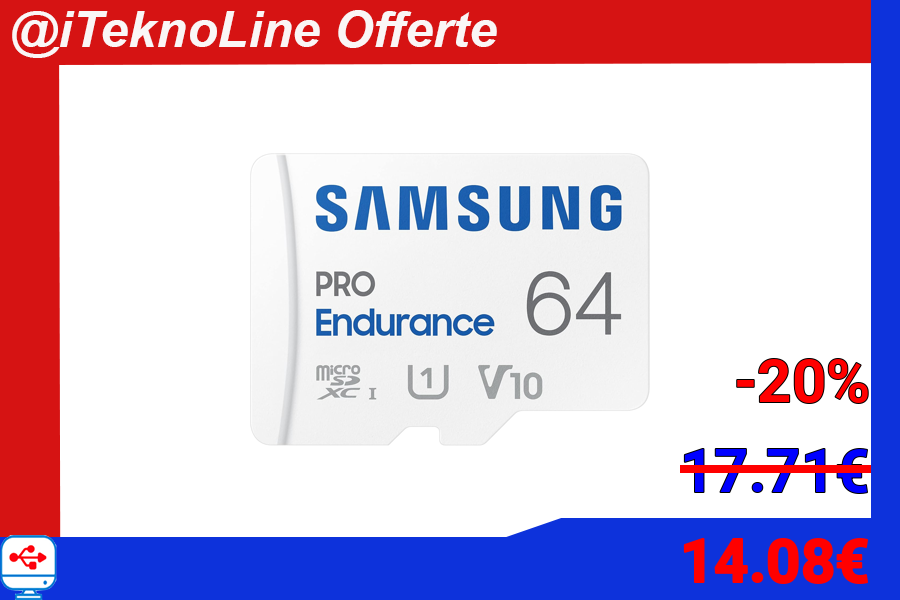 @iTeknoLine Offerte
SAMSUNG
PRO
Endurance
64
micro
SD
XC I
U1
V10
-20%
17.71€
14.08€